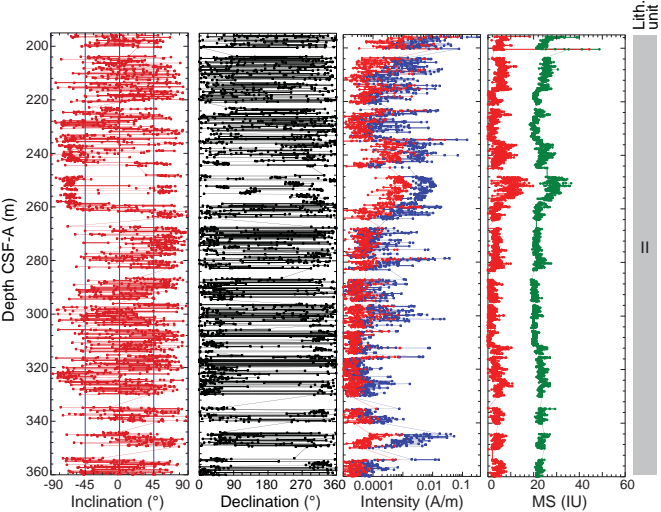 Lith.
unit
Depth CSF-A (m)
200
220
240
260
280
300
320
340
360
II
-90 -45 0 45 90
0 90 180 270 360
0.0001 0.01 0.1
0 20 40 60
Inclination (°)
Declination (°)
Intensity (A/m)
MS (IU)